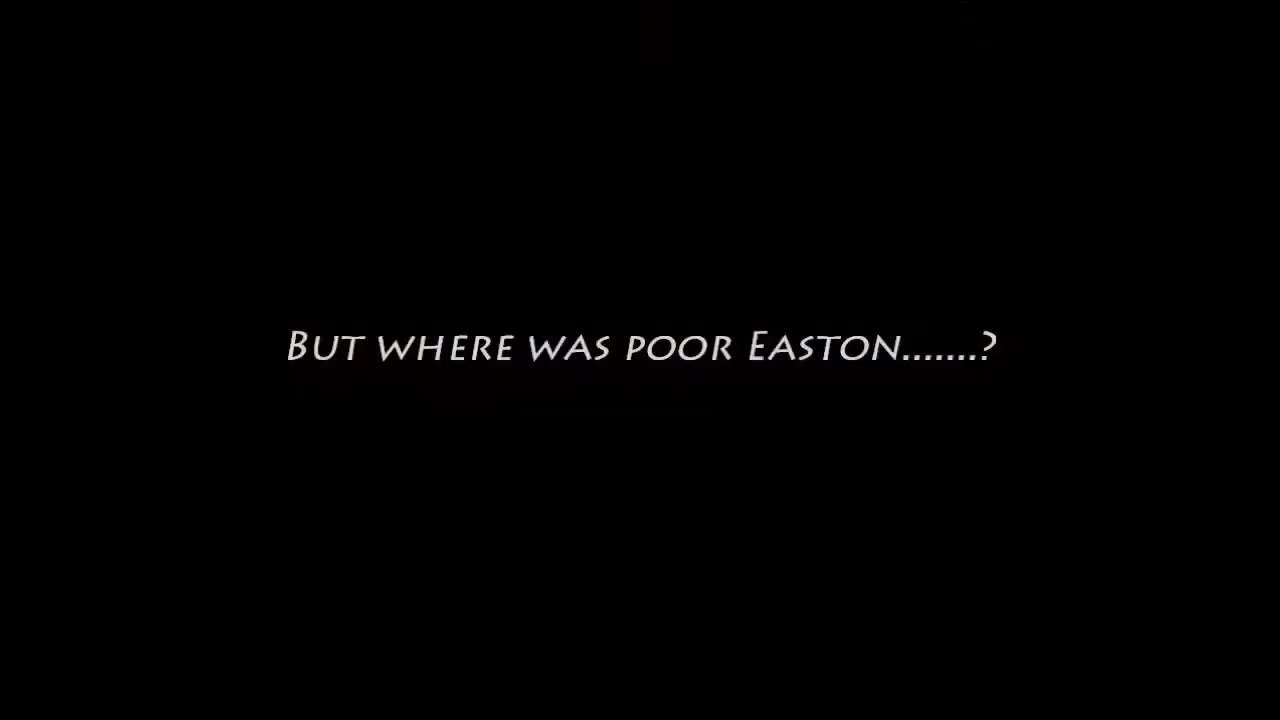 But where was poor Easton.......?